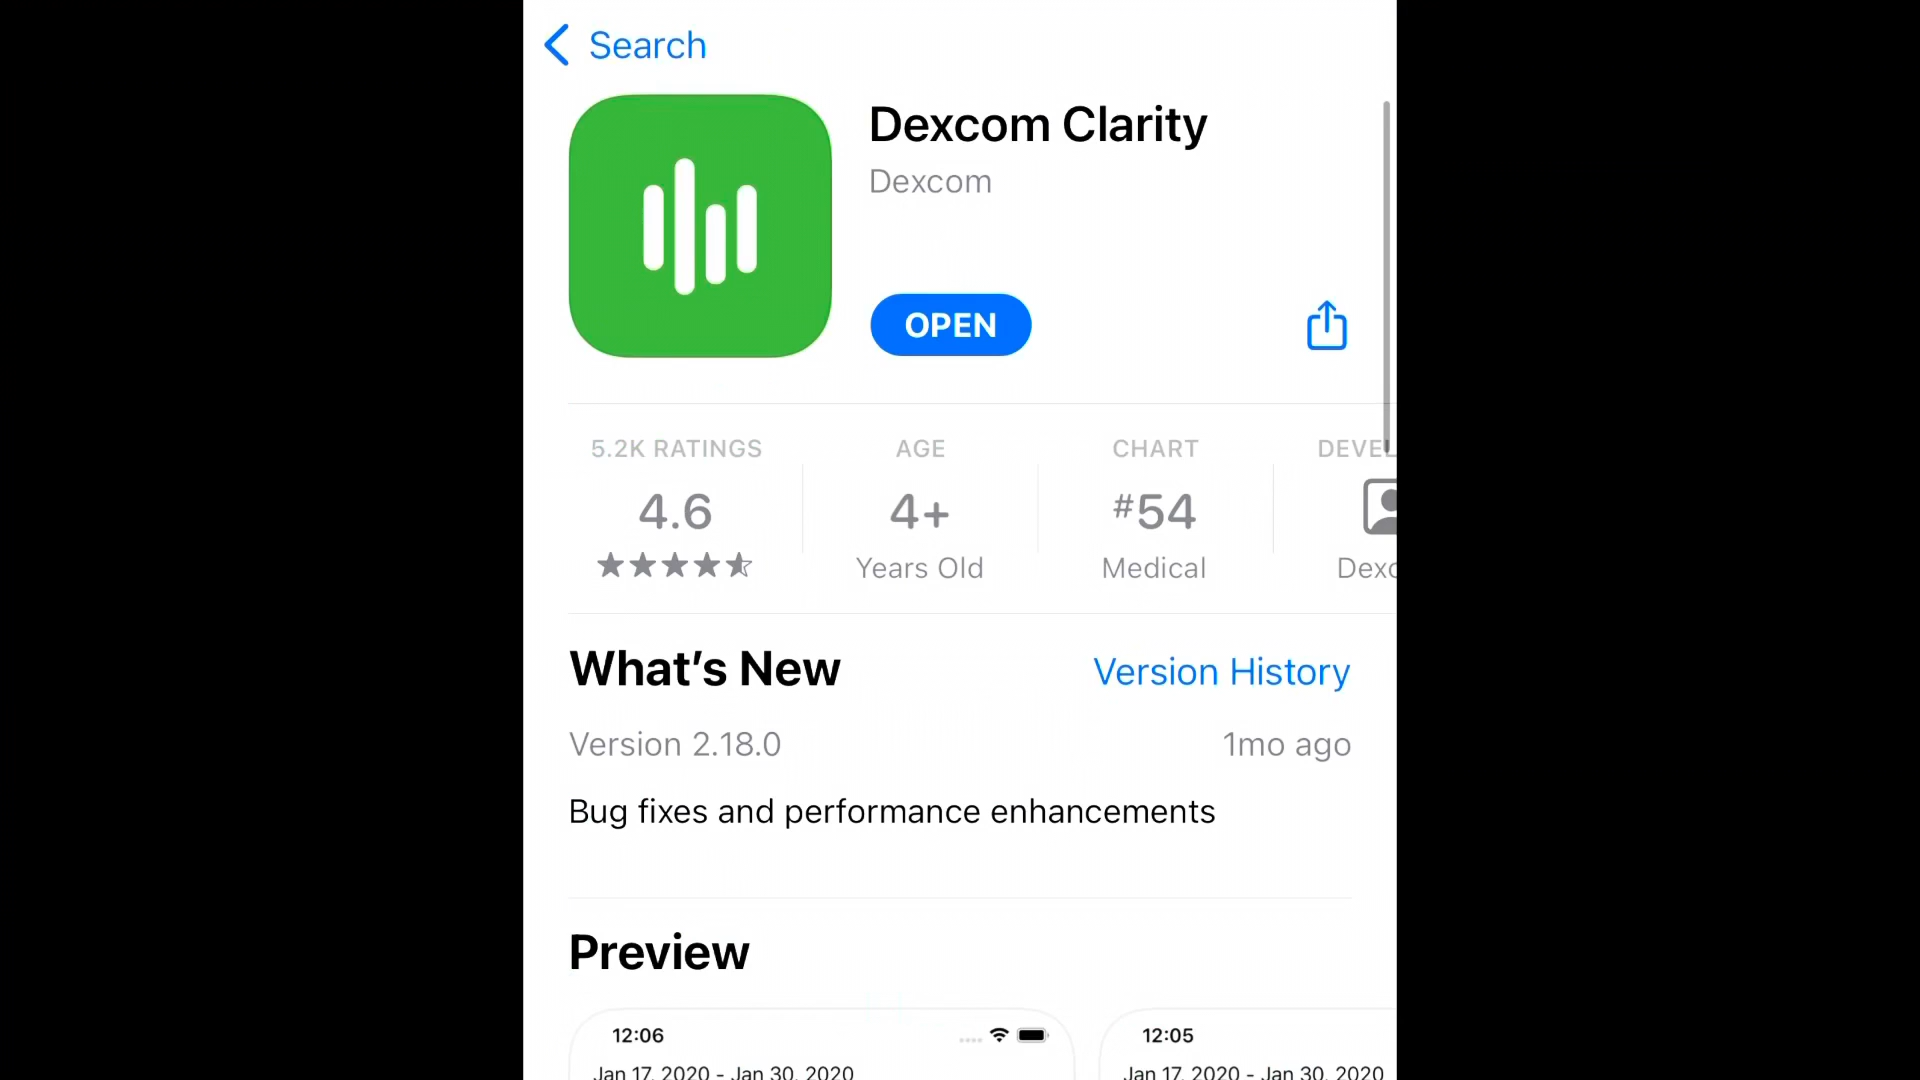 Search
Dexcom Clarity
Dexcom
OPEN
5.2K RATINGS
4.6
AGE
4+
Years Old
CHART
#54
Medical
DEVEL
Dexc
What's New
Version History
Version 2.18.0
1mo ago
Bug fixes and performance enhancements
Preview
12:06
Jan 17, 2020 - Jan 30, 2020
12:05
Jan 17, 2020 - Jan 30, 2020